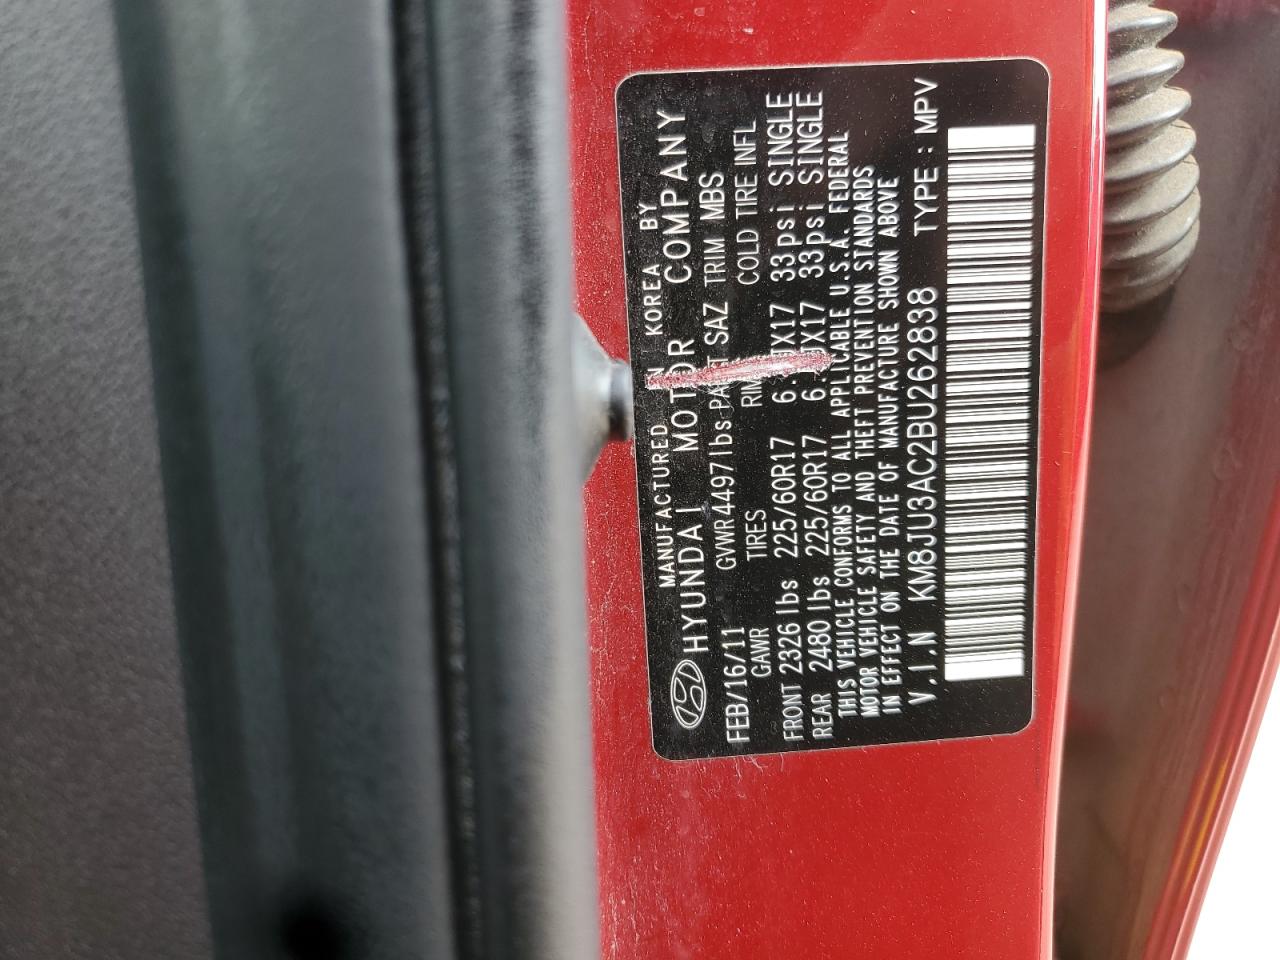 MANUFACTURED IN KOREA BY
HYUNDAI MOTOR COMPANY
FEB/16/11 GVWR 4497 lbs PAINT SAZ TRIM MBS
GAWR TIRES RIM COLD TIRE INFL
FRONT 2326 lbs 225/60R17 33psi SINGLE
REAR 2480 lbs 225/60R17 33psi SINGLE
THIS VEHICLE CONFORMS TO ALL APPLICABLE U.S.A. FEDERAL
MOTOR VEHICLE SAFETY AND THEFT PREVENTION STANDARDS
IN EFFECT ON THE DATE OF MANUFACTURE SHOWN ABOVE
V.I.N KM8JU3AC2BU262838 TYPE : MPV